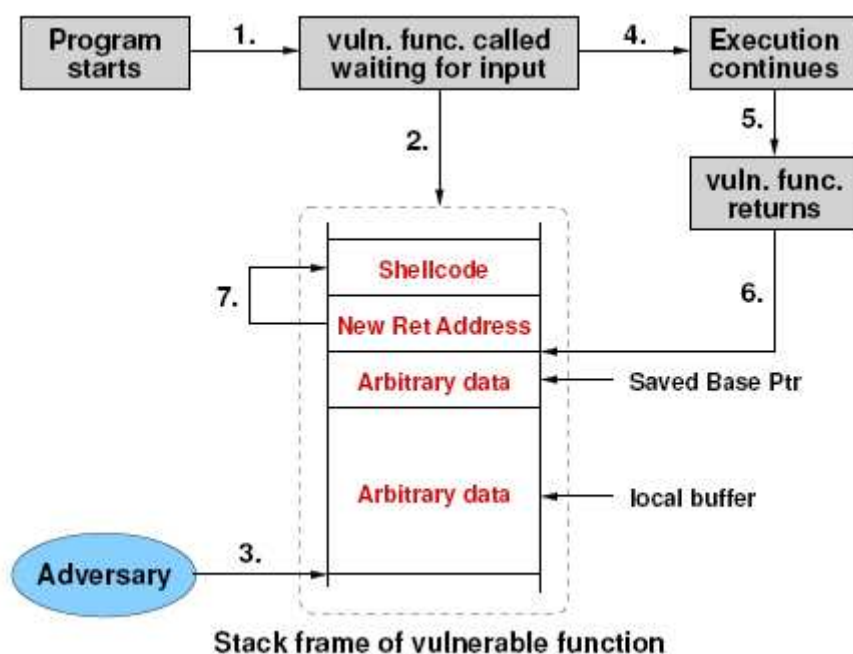 Program
starts
1.
vuln. func. called
waiting for input
4.
Execution
continues
2.
5.
vuln. func.
returns
Shellcode
7.
6.
New Ret Address
Arbitrary data
Saved Base Ptr
Arbitrary data
local buffer
Adversary
3.
Stack frame of vulnerable function